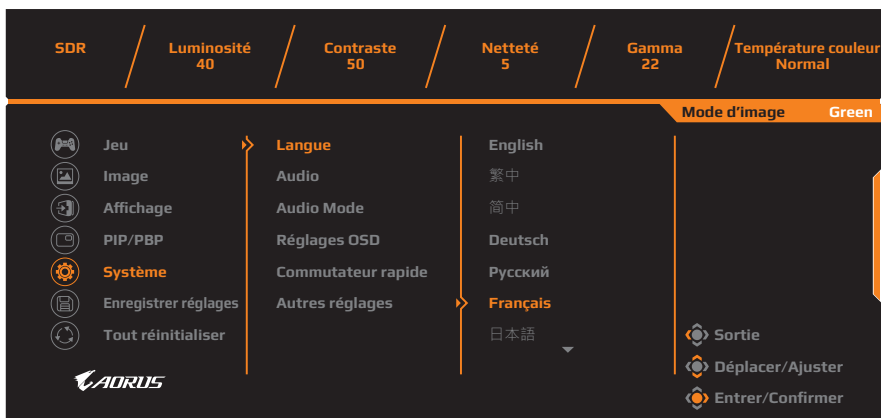 SDR
Luminosité
40
Contraste
50
Netteté
5
Gamma
22
Température couleur
Normal
Mode d'image Green
Jeu
Image
Affichage
PIP/PBP
Système
Enregistrer réglages
Tout réinitialiser
Langue
Audio
Audio Mode
Réglages OSD
Commutateur rapide
Autres réglages
English
繁中
简中
Deutsch
Русский
Français
日本語
Sortie
Déplacer/Ajuster
Entrer/Confirmer
AORUS